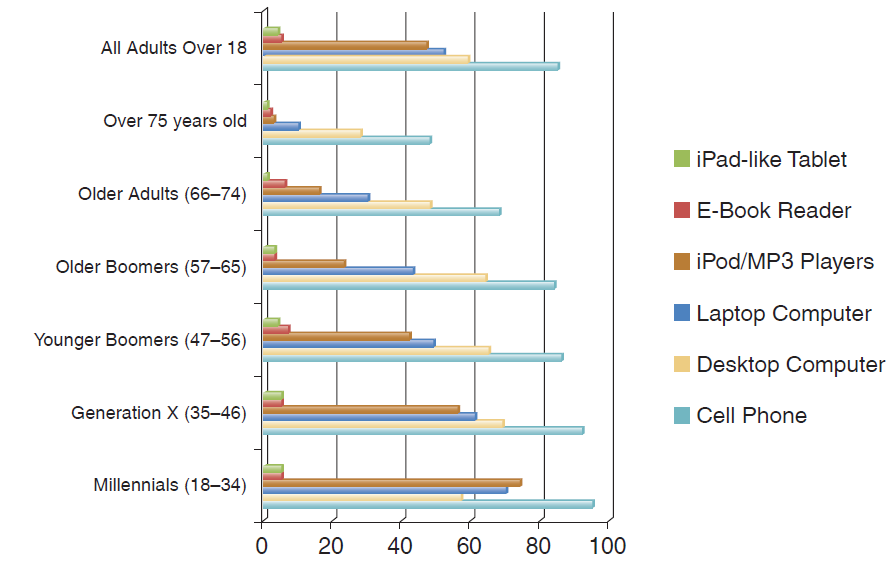 All Adults Over 18
Over 75 years old
Older Adults (66–74)
Older Boomers (57–65)
Younger Boomers (47–56)
Generation X (35–46)
Millennials (18–34)
0 20 40 60 80 100
iPad-like Tablet
E-Book Reader
iPod/MP3 Players
Laptop Computer
Desktop Computer
Cell Phone